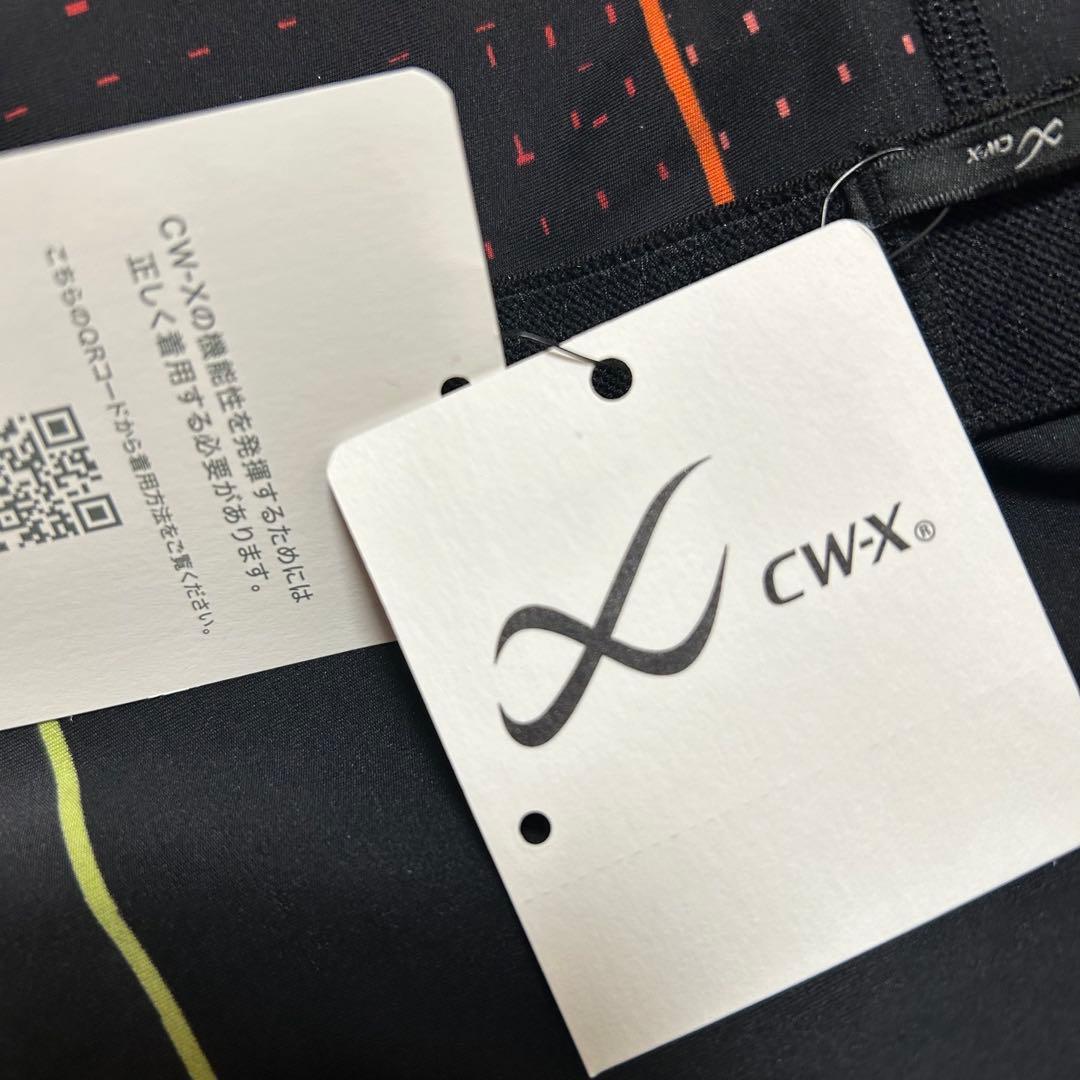 CW-Xの機能性を発揮するためには
正しく着用する必要があります。
こちらのQRコードから着用方法をご覧ください。
CW-X®
CW-X